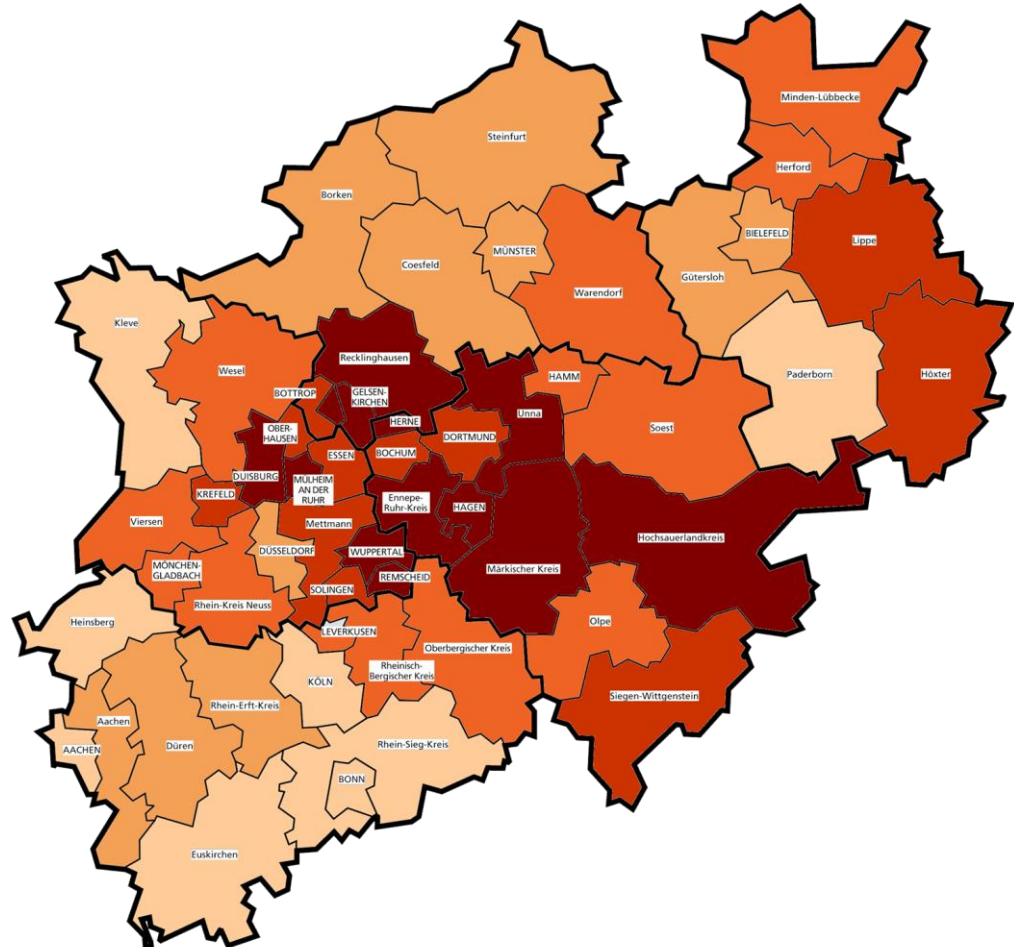 Minden-Lübbecke
Steinfurt
Herford
Borken
BIELEFELD
Lippe
MÜNSTER
Coesfeld
Gütersloh
Warendorf
Kleve
Recklinghausen
Wesel
Paderborn
Höxter
HAMM
BOTTROP
GELSEN-
KIRCHEN
Unna
HERNE
Soest
OBER-
HAUSEN
DORTMUND
ESSEN
BOCHUM
DUISBURG
MÜLHEIM
AN DER
RUHR
KREFELD
Ennepe-
Ruhr-Kreis
HAGEN
Viersen
Mettmann
Hochsauerlandkreis
DÜSSELDORF
WUPPERTAL
MÖNCHEN-
GLADBACH
Märkischer Kreis
REMSCHEID
SOLINGEN
Rhein-Kreis Neuss
Heinsberg
Olpe
LEVERKUSEN
Oberbergischer Kreis
Rheinisch-
Bergischer Kreis
KÖLN
Siegen-Wittgenstein
Rhein-Erft-Kreis
Aachen
Rhein-Sieg-Kreis
Düren
AACHEN
BONN
Euskirchen